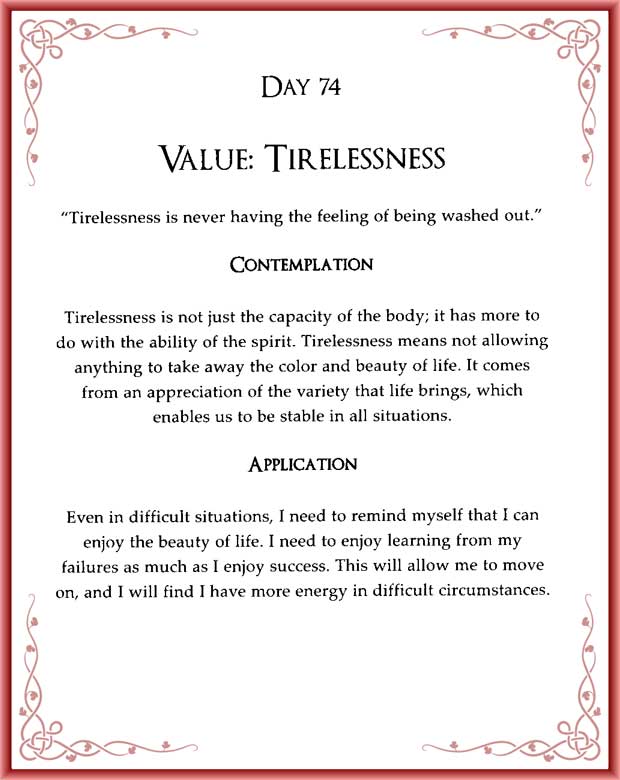 Day 74
Value: Tirelessness
“Tirelessness is never having the feeling of being washed out.”
Contemplation
Tirelessness is not just the capacity of the body; it has more to
do with the ability of the spirit. Tirelessness means not allowing
anything to take away the color and beauty of life. It comes
from an appreciation of the variety that life brings, which
enables us to be stable in all situations.
Application
Even in difficult situations, I need to remind myself that I can
enjoy the beauty of life. I need to enjoy learning from my
failures as much as I enjoy success. This will allow me to move
on, and I will find I have more energy in difficult circumstances.